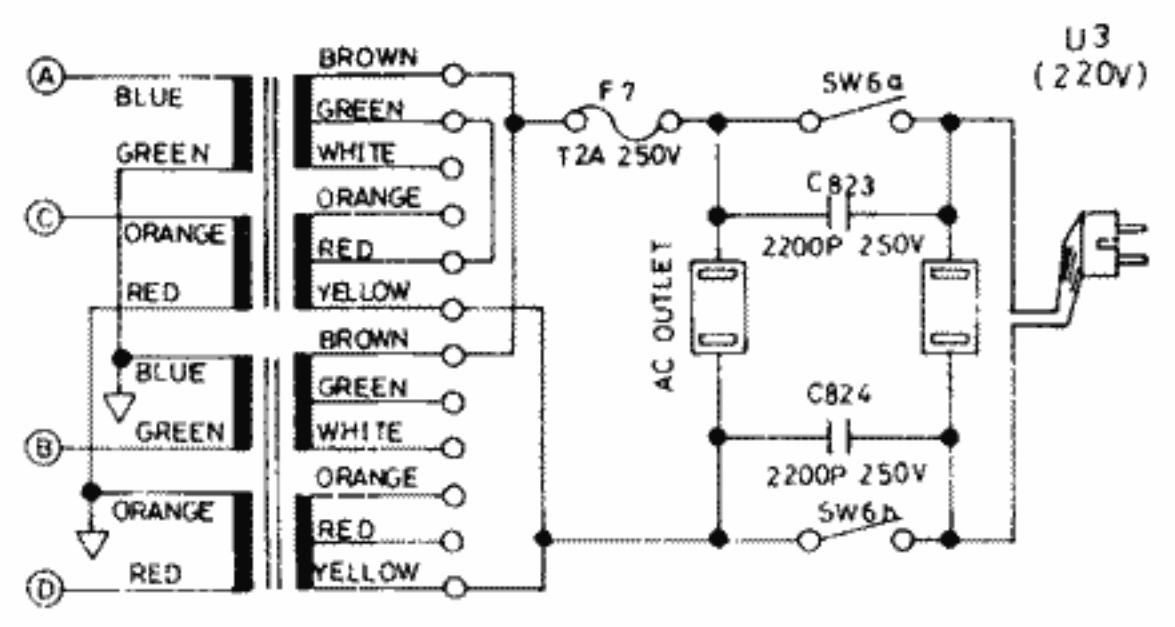 U3
(220V)
A
BLUE
GREEN
C
ORANGE
RED
BLUE
GREEN
B
ORANGE
RED
D
BROWN
GREEN
WHITE
ORANGE
RED
YELLOW
BROWN
GREEN
WHITE
ORANGE
RED
YELLOW
F7
T2A 250V
SW6a
C823
2200P 250V
AC OUTLET
C824
2200P 250V
SW6b